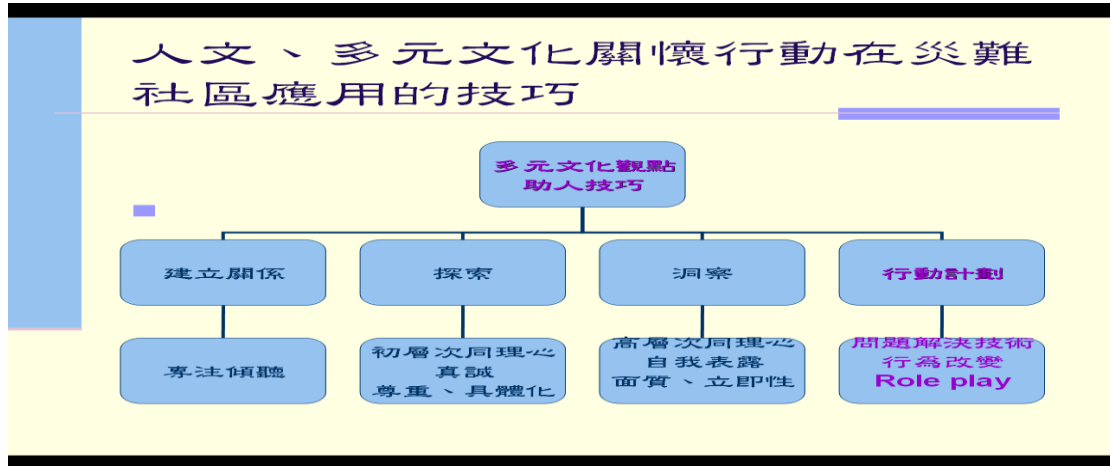 人文、多元文化關懷行動在災難
社區應用的技巧
多元文化觀點
助人技巧
建立關係
探索
洞察
行動計劃
專注傾聽
初層次同理心
真誠
尊重、具體化
高層次同理心
自我表露
面質、立即性
問題解決技術
行為改變
Role play